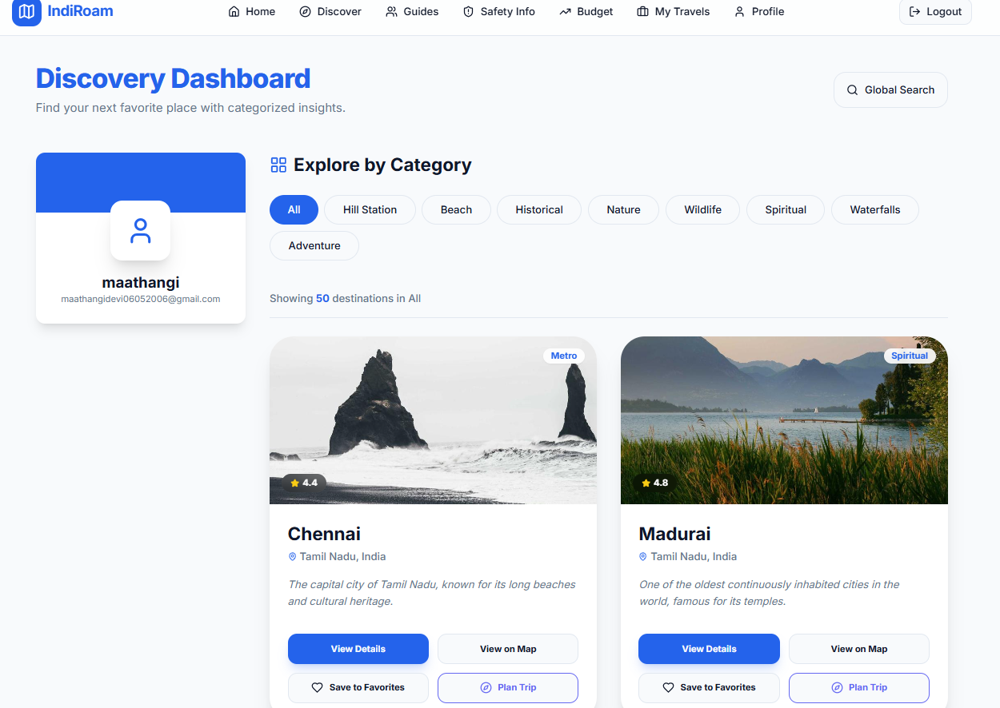 IndiRoam
Home
Discover
Guides
Safety Info
Budget
My Travels
Profile
Logout
Discovery Dashboard
Find your next favorite place with categorized insights.
Global Search
maathangi
maathangidevi06052006@gmail.com
Explore by Category
All
Hill Station
Beach
Historical
Nature
Wildlife
Spiritual
Waterfalls
Adventure
Showing 50 destinations in All
Metro
4.4
Chennai
Tamil Nadu, India
The capital city of Tamil Nadu, known for its long beaches
and cultural heritage.
View Details
View on Map
Save to Favorites
Plan Trip
Spiritual
4.8
Madurai
Tamil Nadu, India
One of the oldest continuously inhabited cities in the
world, famous for its temples.
View Details
View on Map
Save to Favorites
Plan Trip